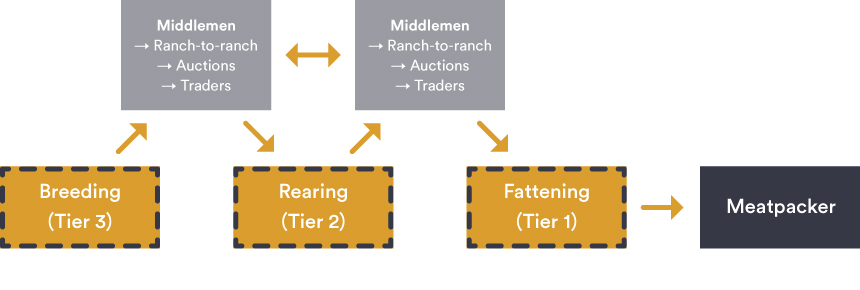 Middlemen
→ Ranch-to-ranch
→ Auctions
→ Traders
Middlemen
→ Ranch-to-ranch
→ Auctions
→ Traders
Breeding
(Tier 3)
Rearing
(Tier 2)
Fattening
(Tier 1)
Meatpacker